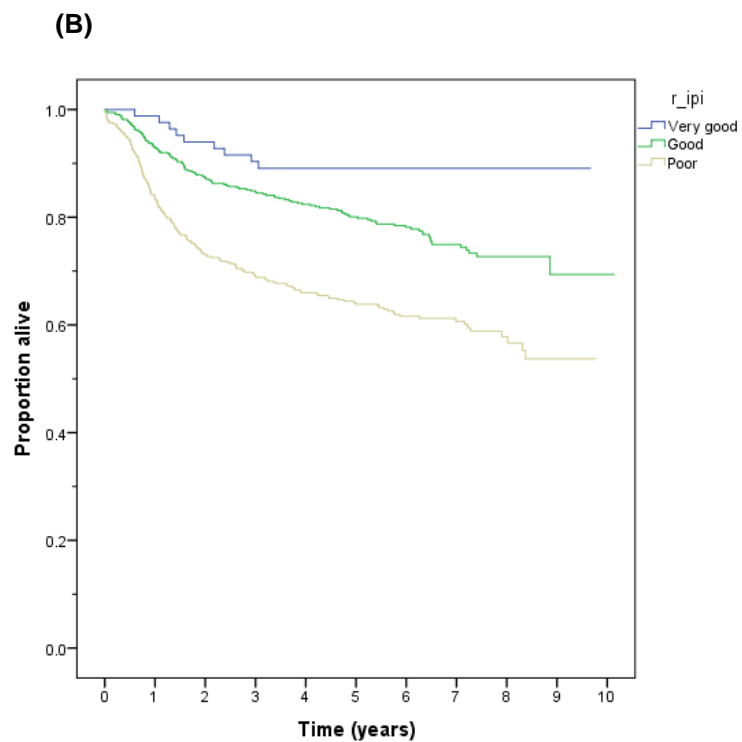 (B)
r_ipi
Very good
Good
Poor
Proportion alive
1.0
0.8
0.6
0.4
0.2
0.0
0 1 2 3 4 5 6 7 8 9 10
Time (years)